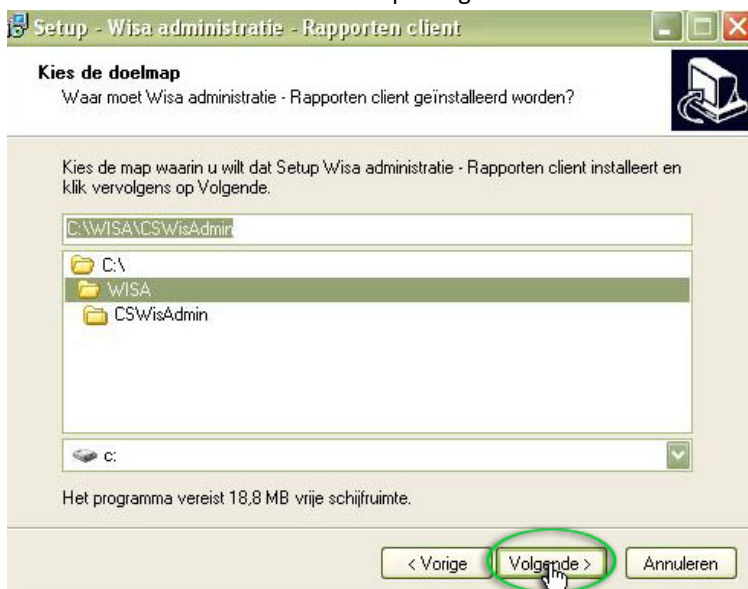 Setup - Wisa administratie - Rapporten client
Kies de doelmap
Waar moet Wisa administratie - Rapporten client geïnstalleerd worden?
Kies de map waarin u wilt dat Setup Wisa administratie - Rapporten client installeert en
klik vervolgens op Volgende.
C:\WISA\CSWisAdmin
C:\
WISA
CSWisAdmin
c:
Het programma vereist 18,8 MB vrije schijfruimte.
< Vorige Volgende > Annuleren